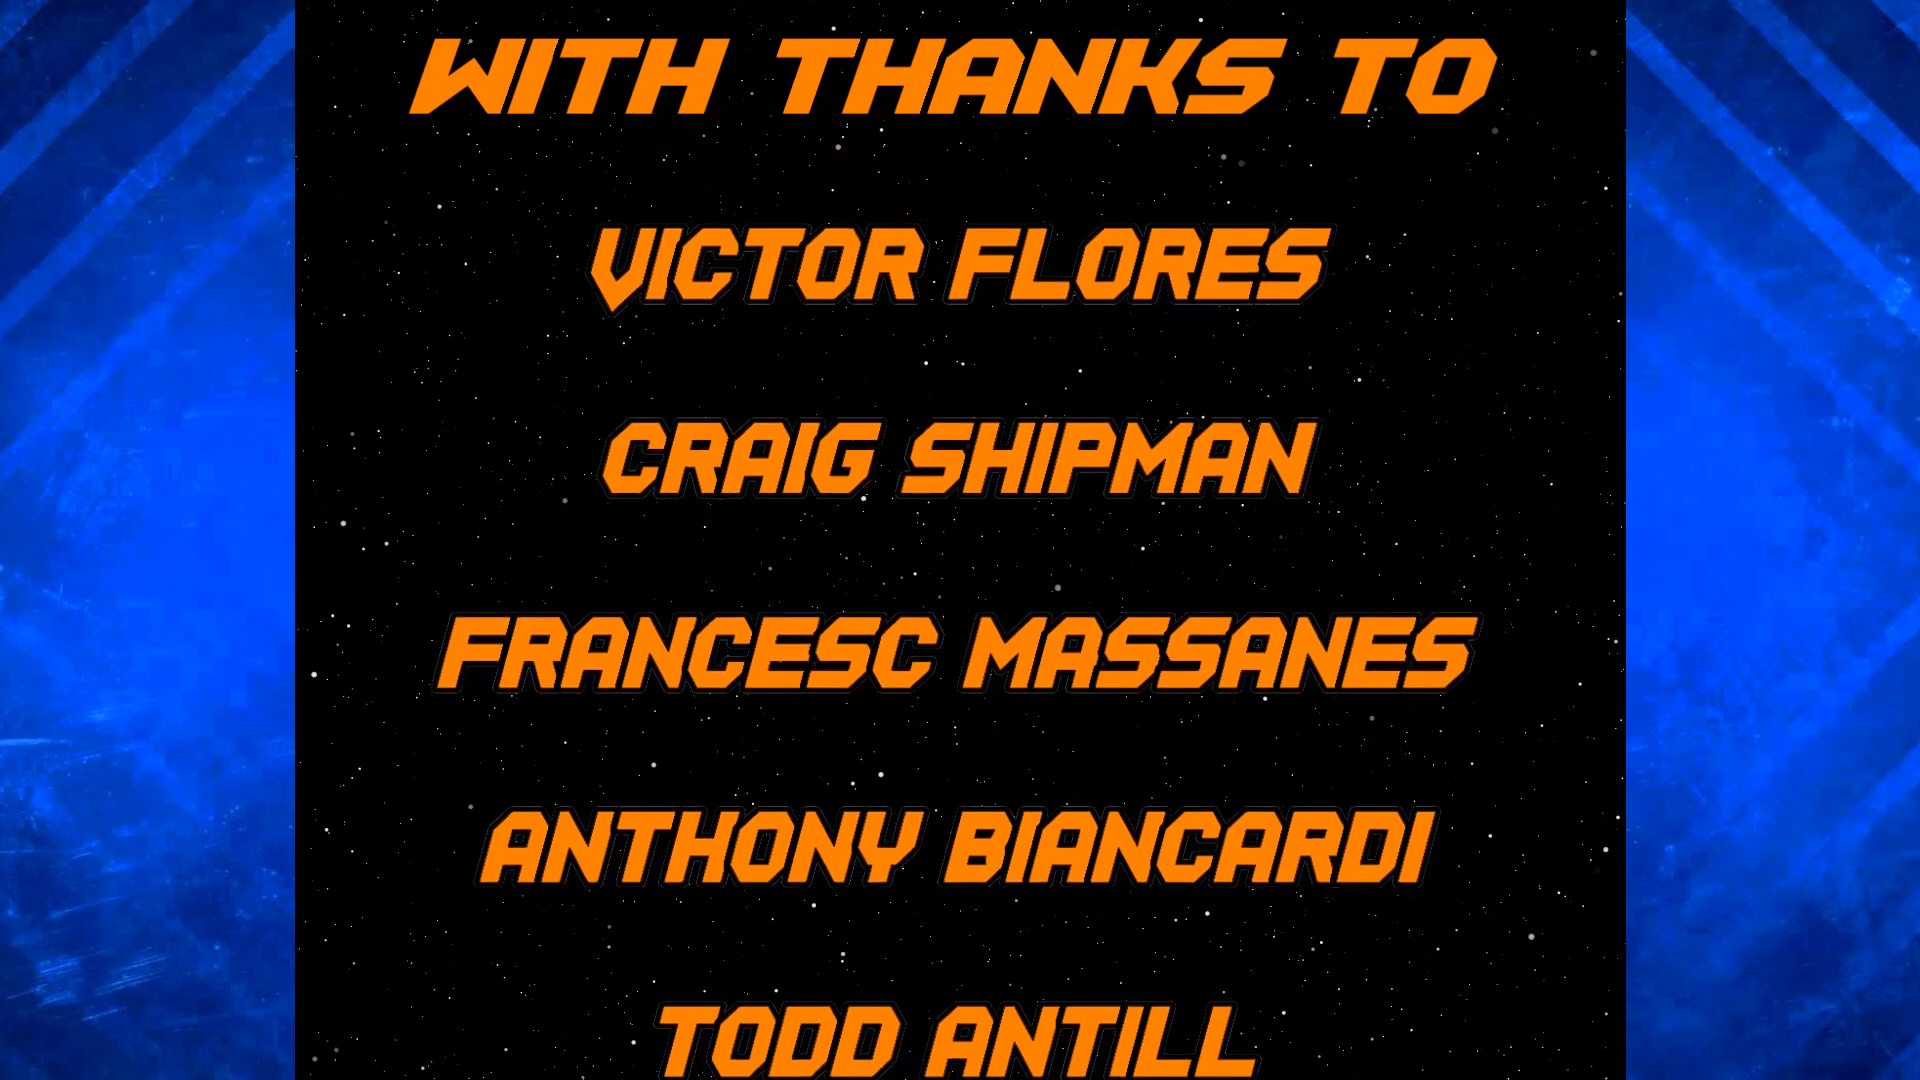 WITH THANKS TO
VICTOR FLORES
CRAIG SHIPMAN
FRANCESC MASSANES
ANTHONY BIANCARDI
TODD ANTILL